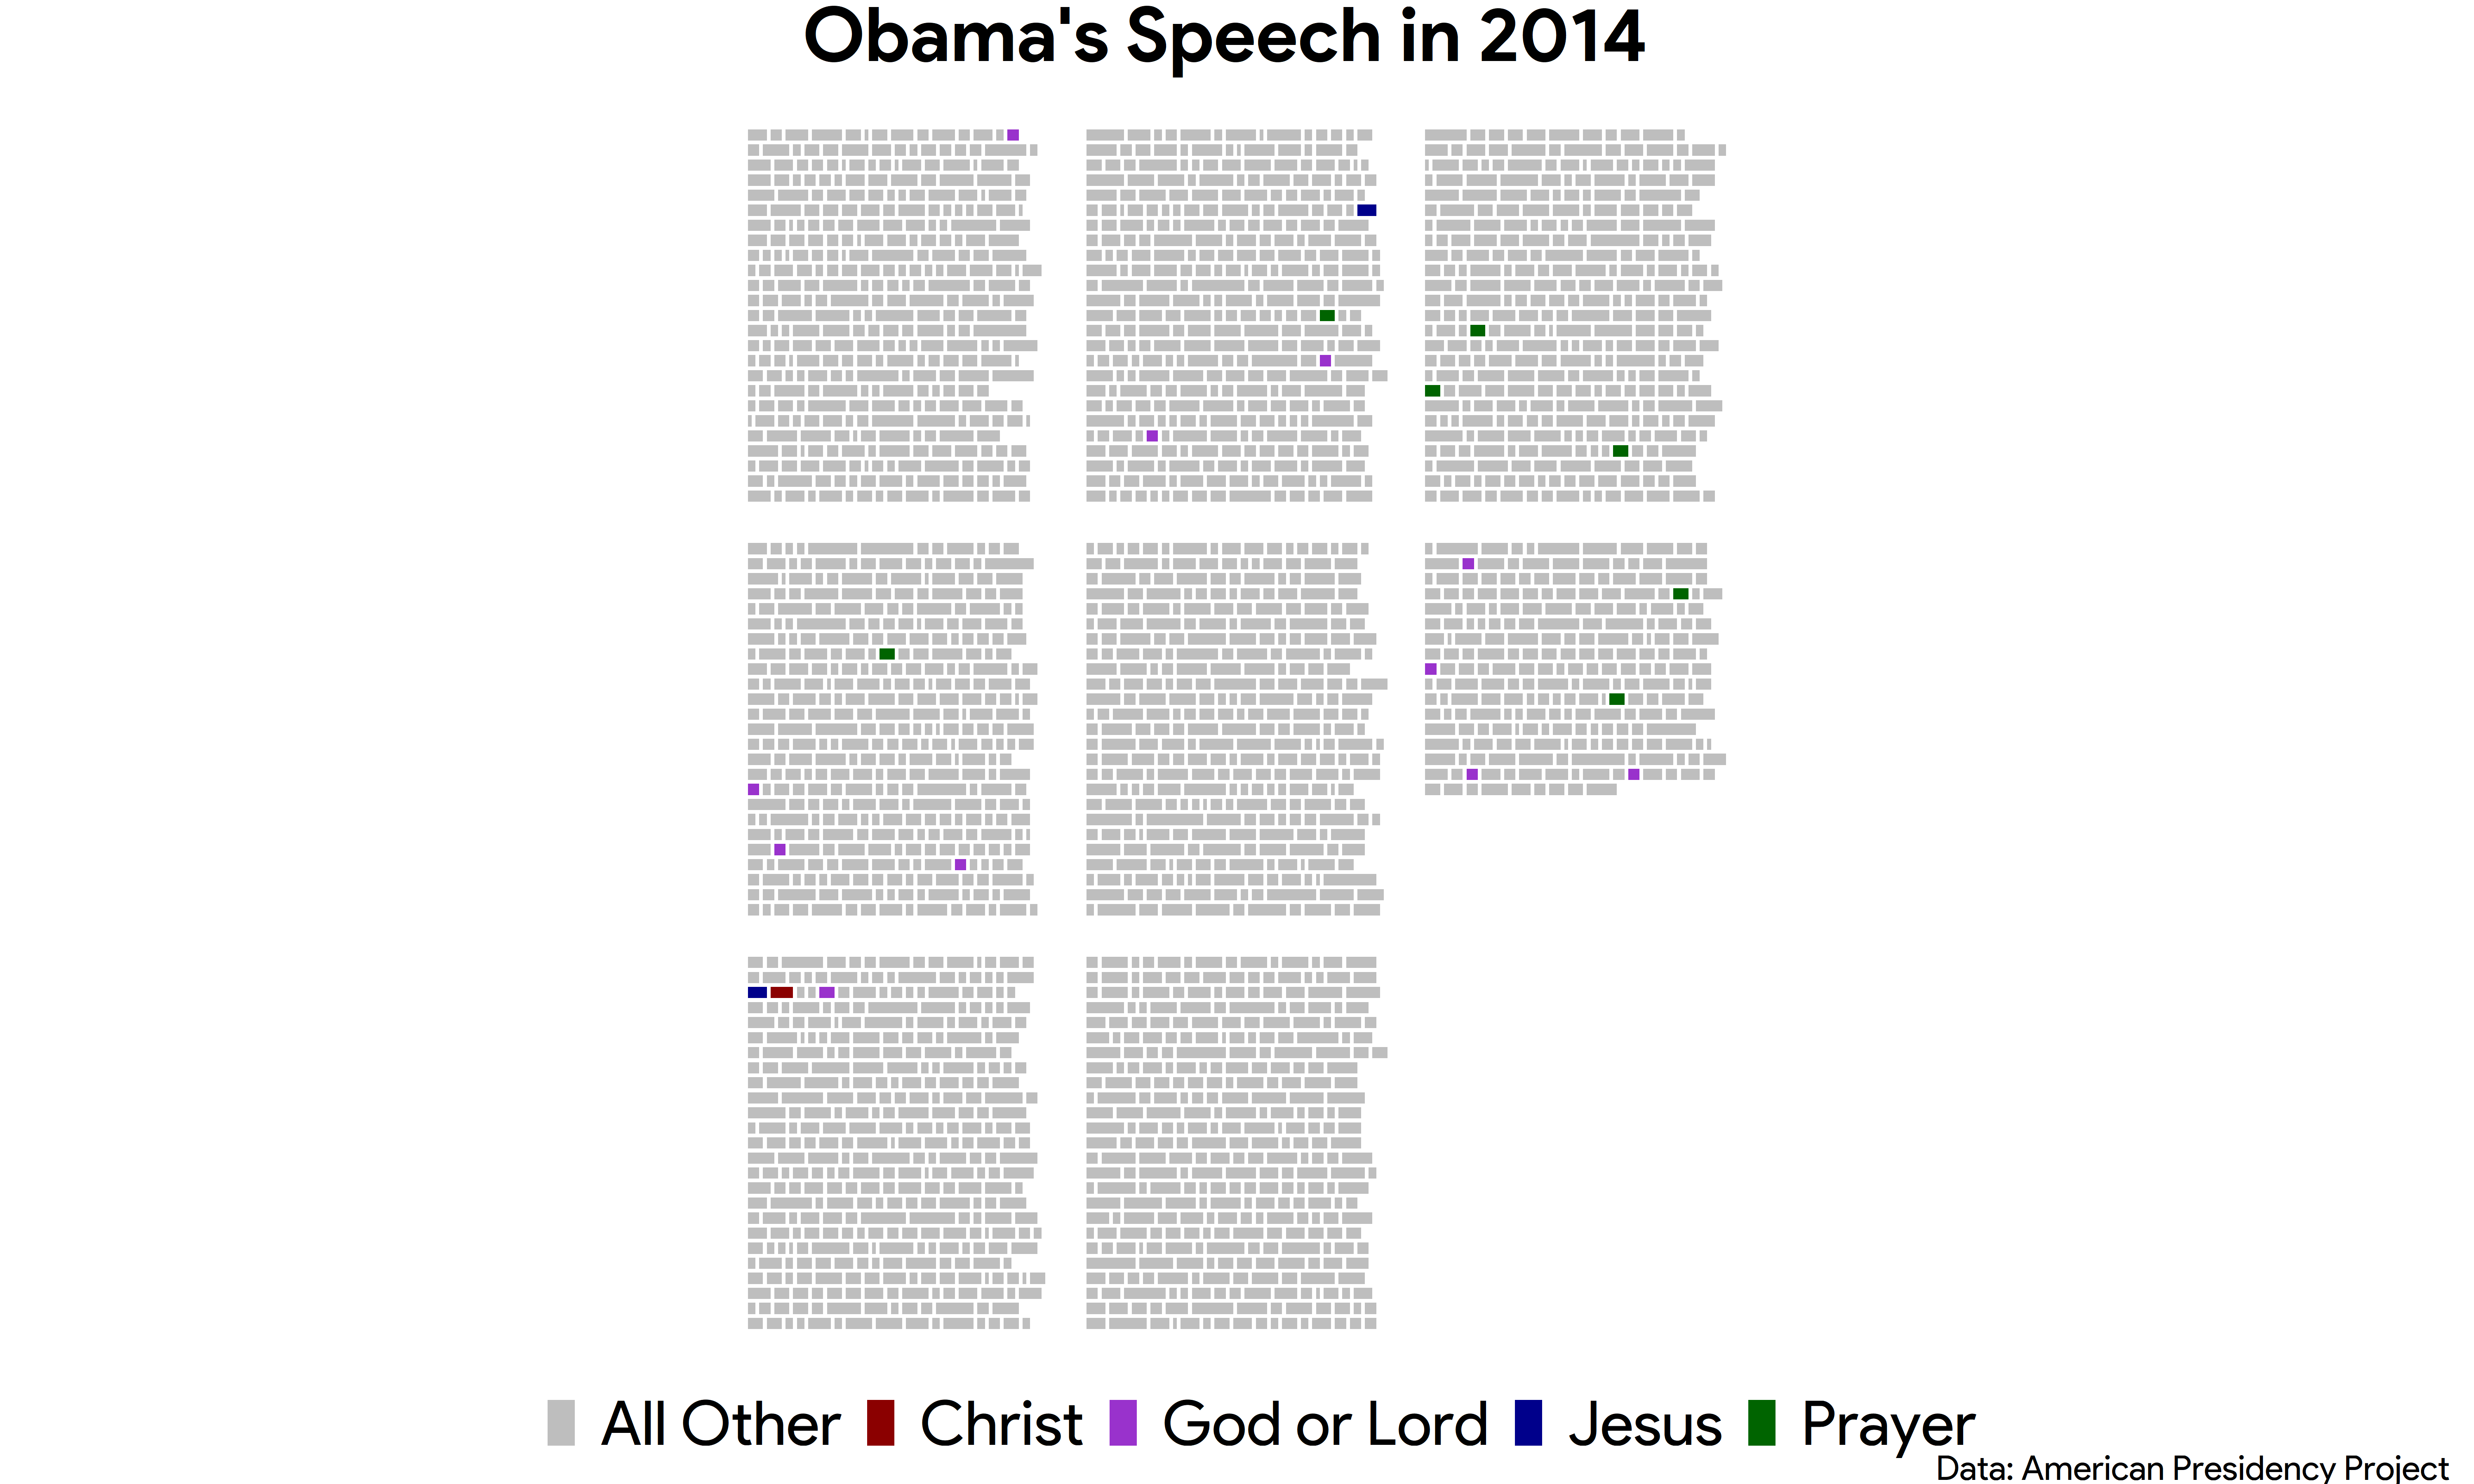 Obama's Speech in 2014
All Other Christ God or Lord Jesus Prayer
Data: American Presidency Project